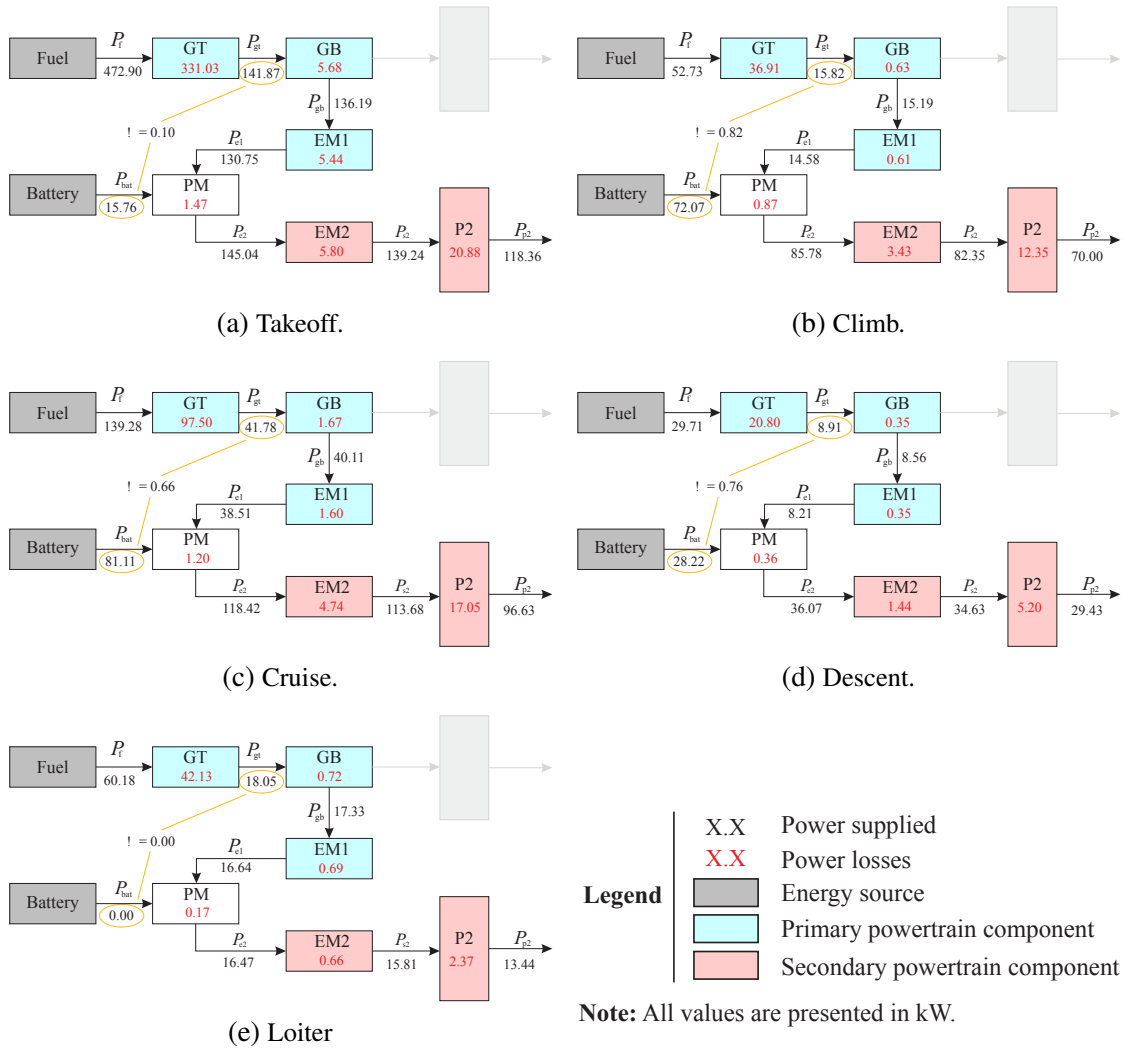 Fuel
P_f
472.90
GT
331.03
P_gt
141.87
GB
5.68
P_gb
136.19
! = 0.10
P_e1
130.75
EM1
5.44
Battery
P_bat
15.76
PM
1.47
P_e2
145.04
EM2
5.80
P_s2
139.24
P2
20.88
P_p2
118.36
(a) Takeoff.
Fuel
P_f
52.73
GT
36.91
P_gt
15.82
GB
0.63
P_gb
15.19
! = 0.82
P_e1
14.58
EM1
0.61
Battery
P_bat
72.07
PM
0.87
P_e2
85.78
EM2
3.43
P_s2
82.35
P2
12.35
P_p2
70.00
(b) Climb.
Fuel
P_f
139.28
GT
97.50
P_gt
41.78
GB
1.67
P_gb
40.11
! = 0.66
P_e1
38.51
EM1
1.60
Battery
P_bat
81.11
PM
1.20
P_e2
118.42
EM2
4.74
P_s2
113.68
P2
17.05
P_p2
96.63
(c) Cruise.
Fuel
P_f
29.71
GT
20.80
P_gt
8.91
GB
0.35
P_gb
8.56
! = 0.76
P_e1
8.21
EM1
0.35
Battery
P_bat
28.22
PM
0.36
P_e2
36.07
EM2
1.44
P_s2
34.63
P2
5.20
P_p2
29.43
(d) Descent.
Fuel
P_f
60.18
GT
42.13
P_gt
18.05
GB
0.72
P_gb
17.33
! = 0.00
P_e1
16.64
EM1
0.69
Battery
P_bat
0.00
PM
0.17
P_e2
16.47
EM2
0.66
P_s2
15.81
P2
2.37
P_p2
13.44
(e) Loiter
Legend
X.X Power supplied
X.X Power losses
Energy source
Primary powertrain component
Secondary powertrain component
Note: All values are presented in kW.